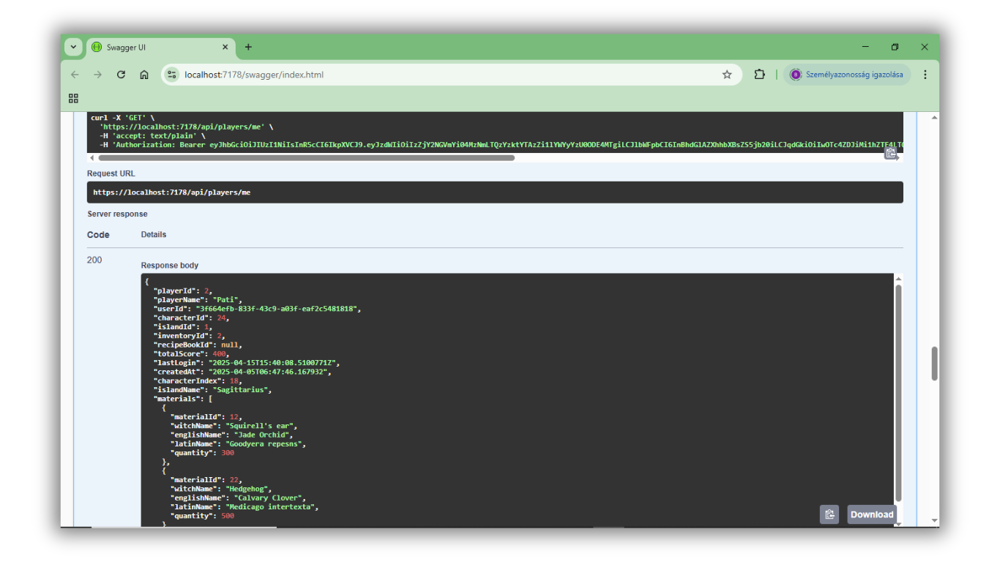 Swagger UI
localhost:7178/swagger/index.html
B Személyazonosság igazolása
curl -X 'GET' \
'https://localhost:7178/api/players/me' \
-H 'accept: text/plain' \
-H 'Authorization: Bearer
Request URL
https://localhost:7178/api/players/me
Server response
Code Details
200
Response body
{
"playerId": 2,
"playerName": "Pati",
"userId": "3f664efb-833f-43c9-a03f-eaf2c5481818",
"characterId": 24,
"islandId": 1,
"inventoryId": 2,
"recipeBookId": null,
"totalScore": 400,
"lastLogin": "2025-04-15T15:40:08.5100771Z",
"createdAt": "2025-04-05T06:47:46.167932",
"characterIndex": 18,
"islandName": "Sagittarius",
"materials": [
{
"materialId": 12,
"witchName": "Squirell's ear",
"englishName": "Jade Orchid",
"latinName": "Goodyera repesns",
"quantity": 300
},
{
"materialId": 22,
"witchName": "Hedgehog",
"englishName": "Calvary Clover",
"latinName": "Medicago intertexta",
"quantity": 500
}
Download